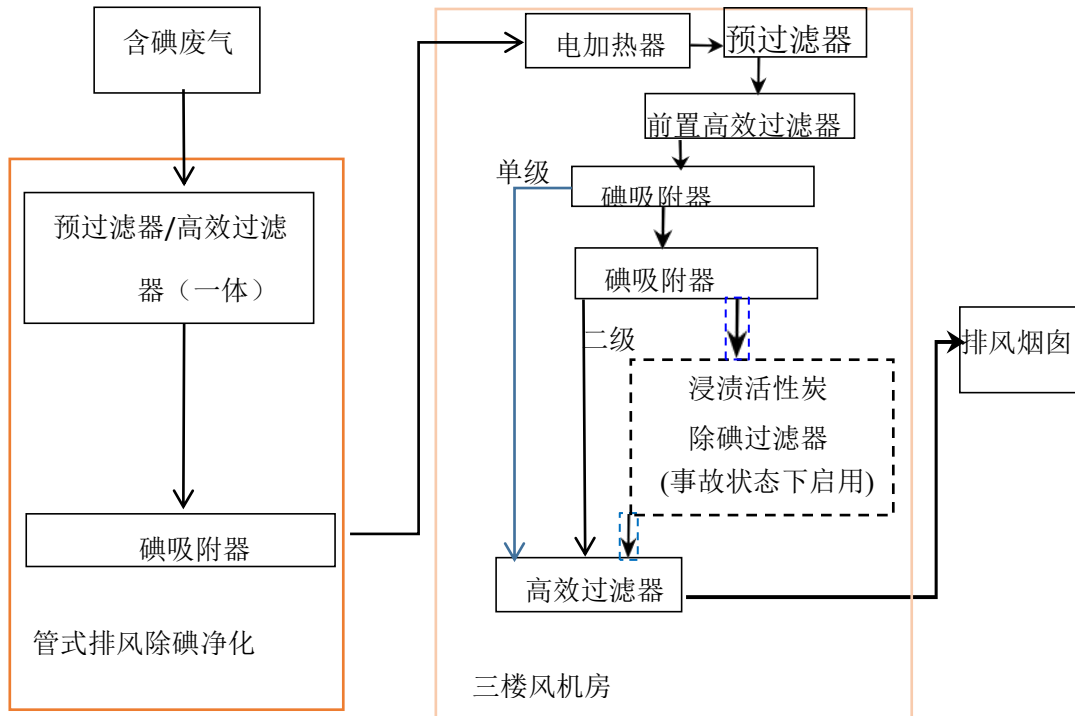 含碘废气
预过滤器/高效过滤
器（一体）
碘吸附器
管式排风除碘净化
电加热器
预过滤器
前置高效过滤器
单级
碘吸附器
碘吸附器
二级
浸渍活性炭
除碘过滤器
(事故状态下启用)
高效过滤器
三楼风机房
排风烟囱